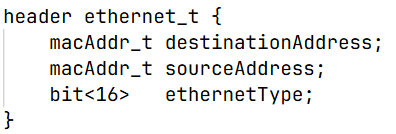 header ethernet_t {
    macAddr_t destinationAddress;
    macAddr_t sourceAddress;
    bit<16>   ethernetType;
}